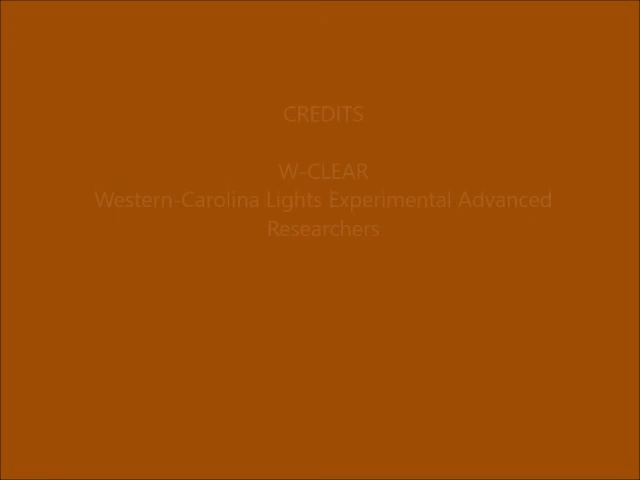 CREDITS
W-CLEAR
Western-Carolina Lights Experimental Advanced
Researchers